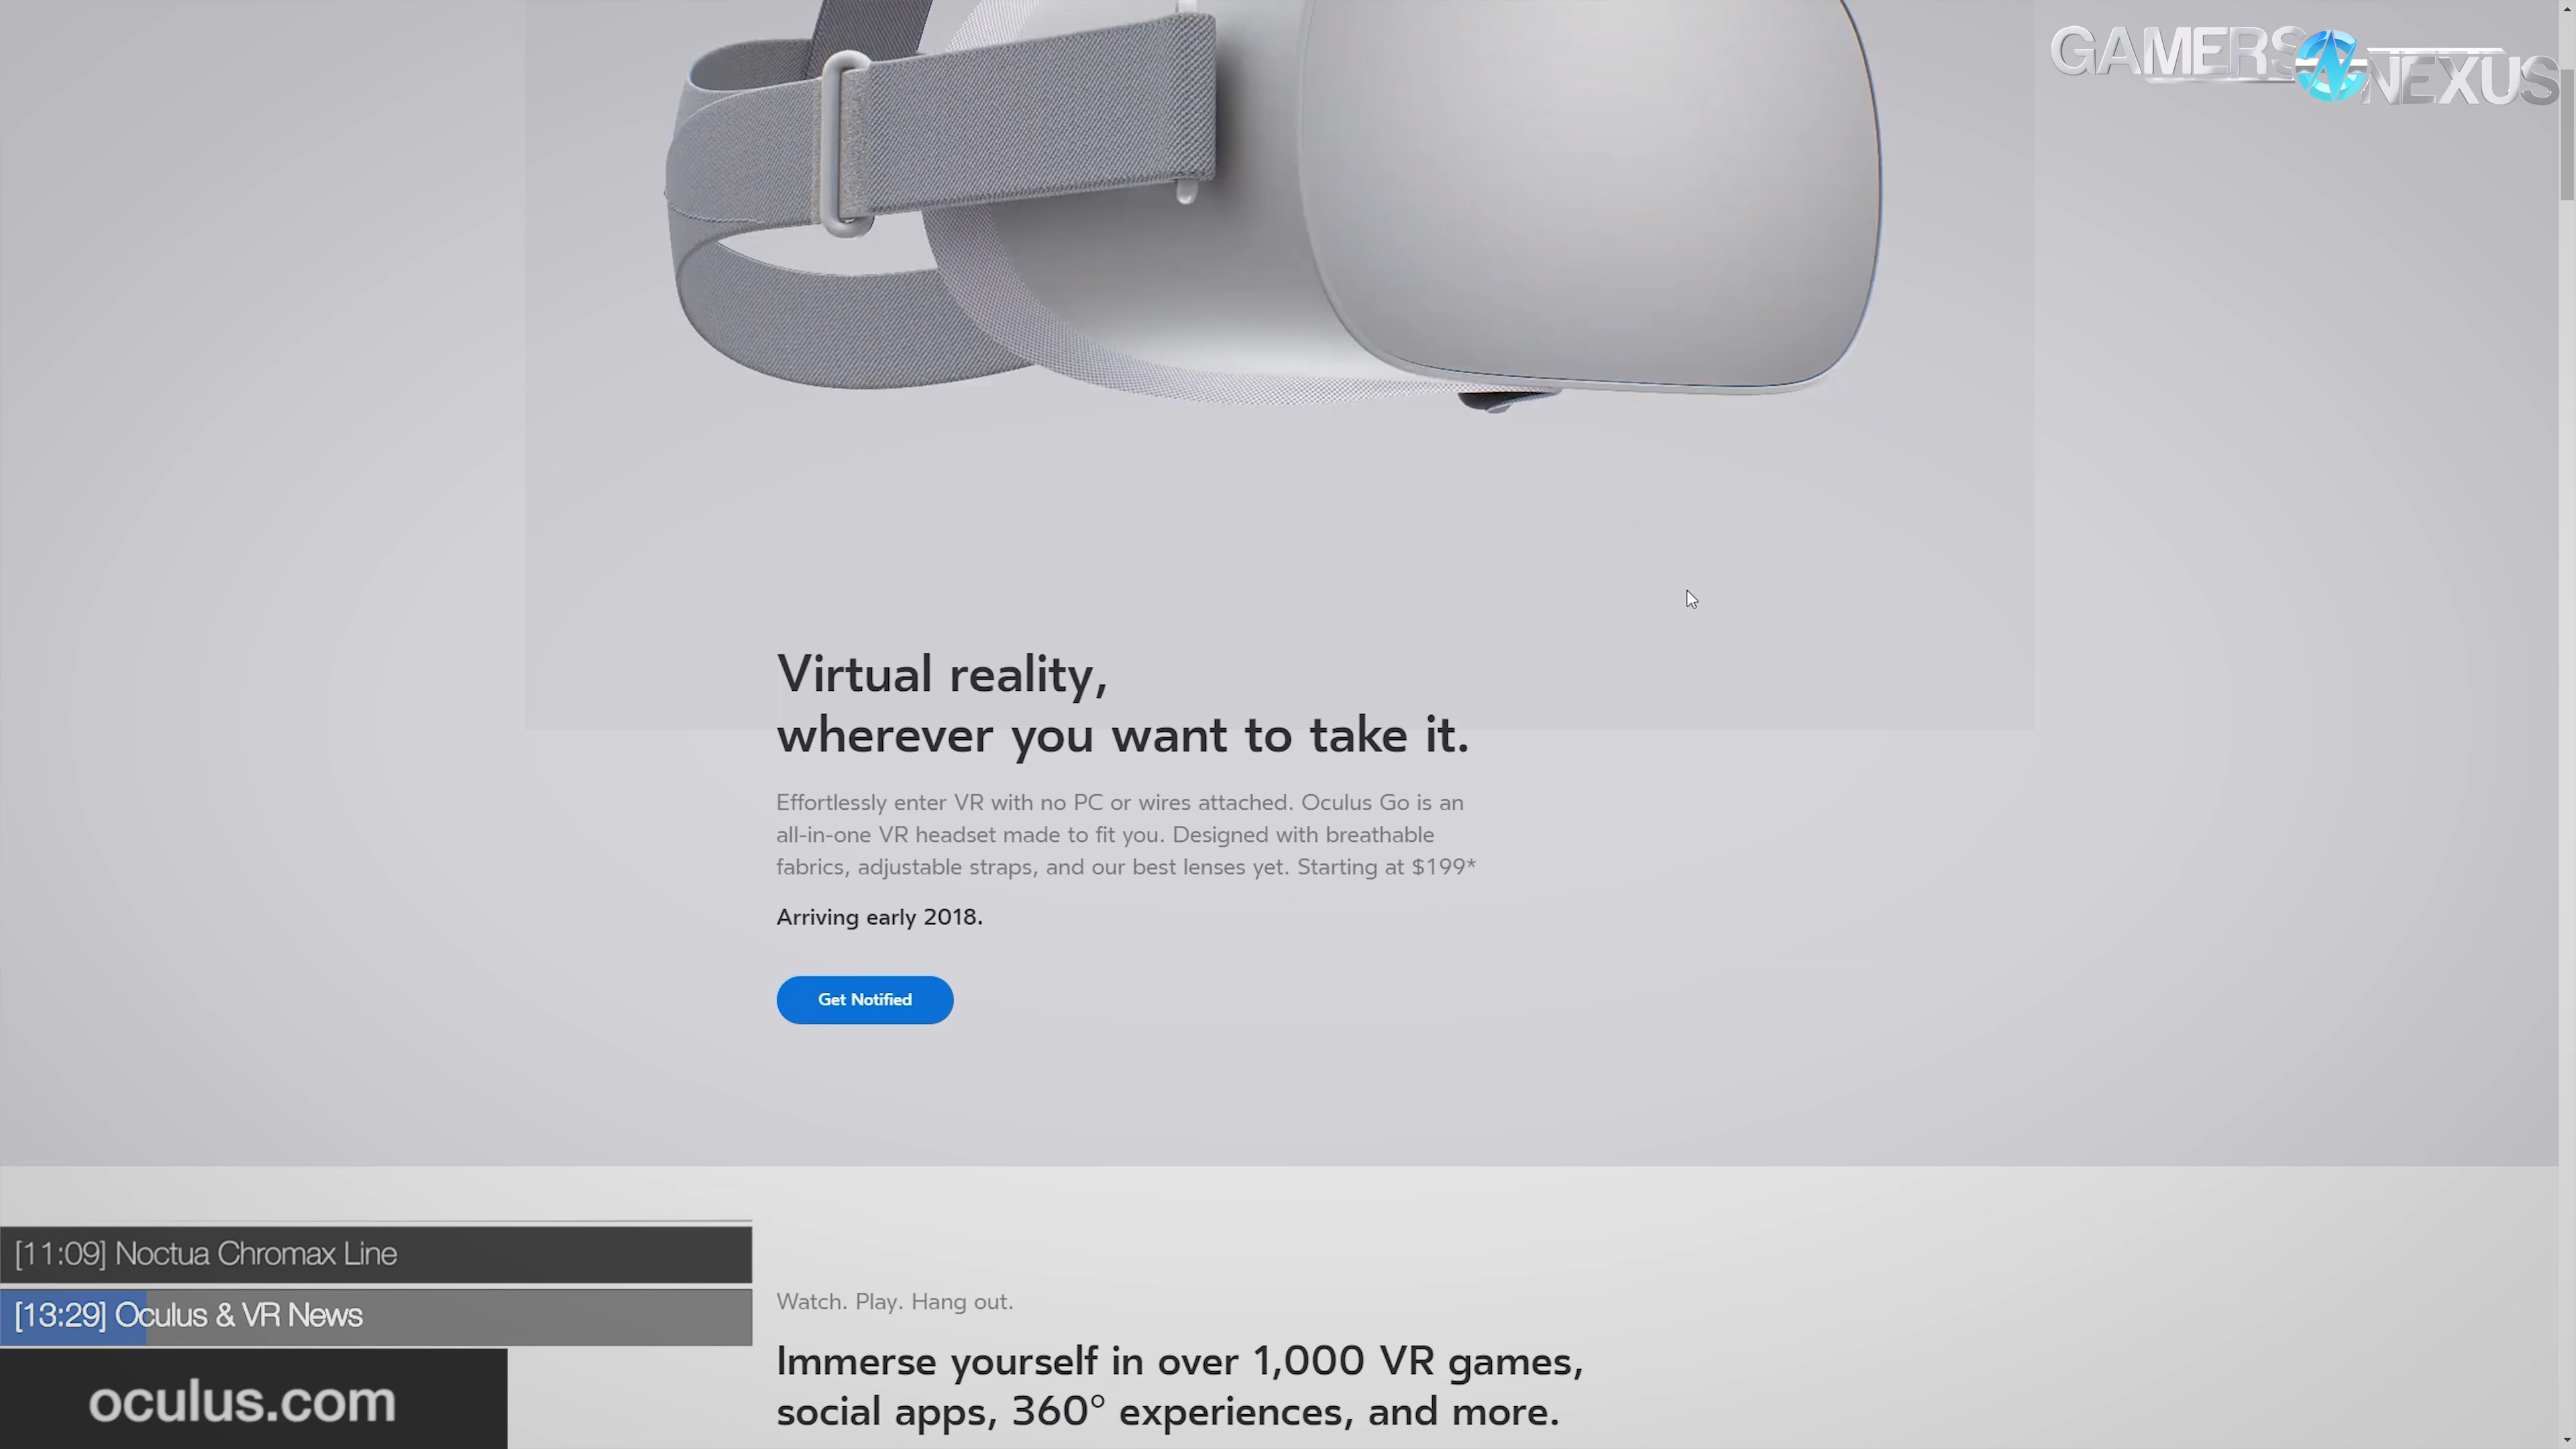 GAMERS NEXUS
Virtual reality,
wherever you want to take it.
Effortlessly enter VR with no PC or wires attached. Oculus Go is an
all-in-one VR headset made to fit you. Designed with breathable
fabrics, adjustable straps, and our best lenses yet. Starting at $199*
Arriving early 2018.
Get Notified
[11:09] Noctua Chromax Line
[13:29] Oculus & VR News
oculus.com
Watch. Play. Hang out.
Immerse yourself in over 1,000 VR games,
social apps, 360° experiences, and more.